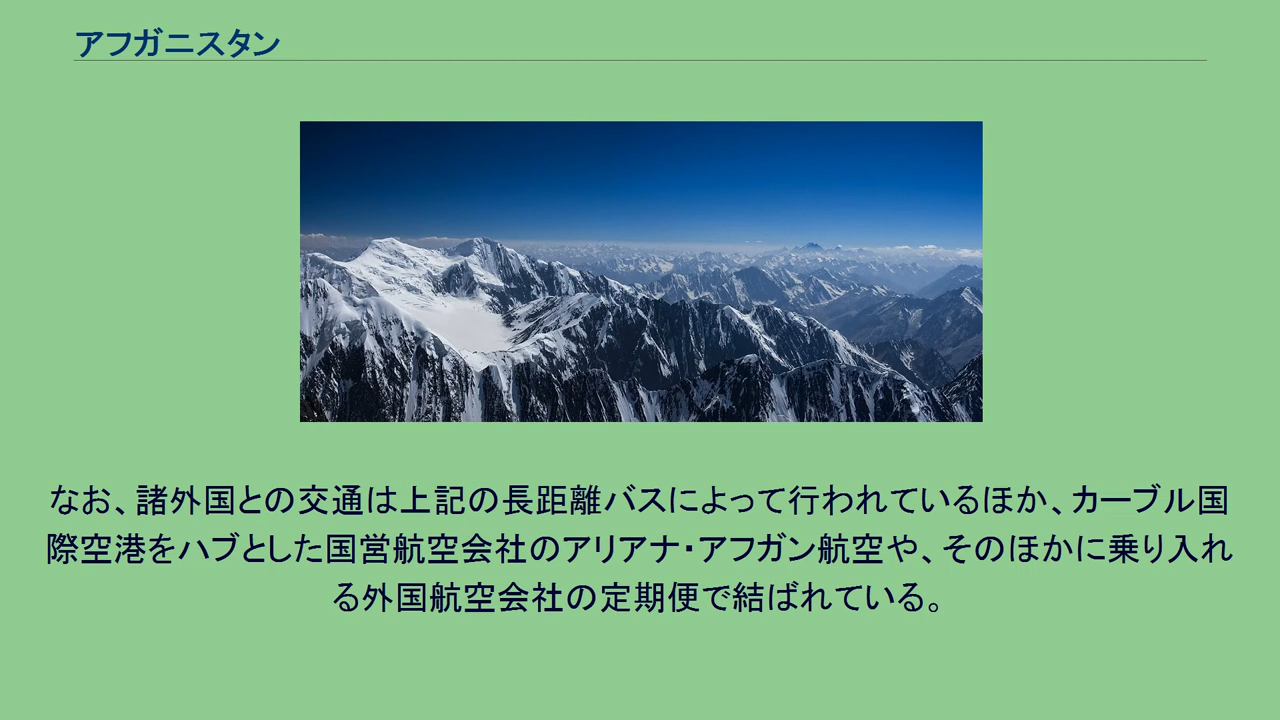 アフガニスタン
なお、諸外国との交通は上記の長距離バスによって行われているほか、カーブル国
際空港をハブとした国営航空会社のアリアナ・アフガン航空や、そのほかに乗り入れ
る外国航空会社の定期便で結ばれている。